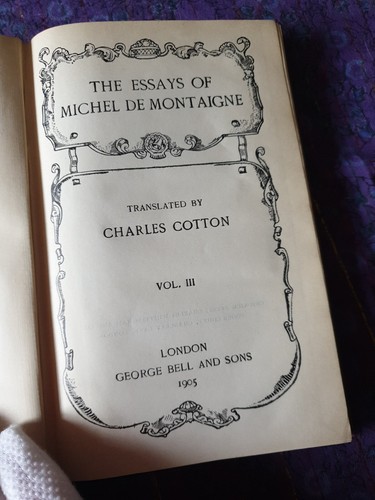 THE ESSAYS OF
MICHEL DE MONTAIGNE
TRANSLATED BY
CHARLES COTTON
VOL. III
LONDON
GEORGE BELL AND SONS
1905